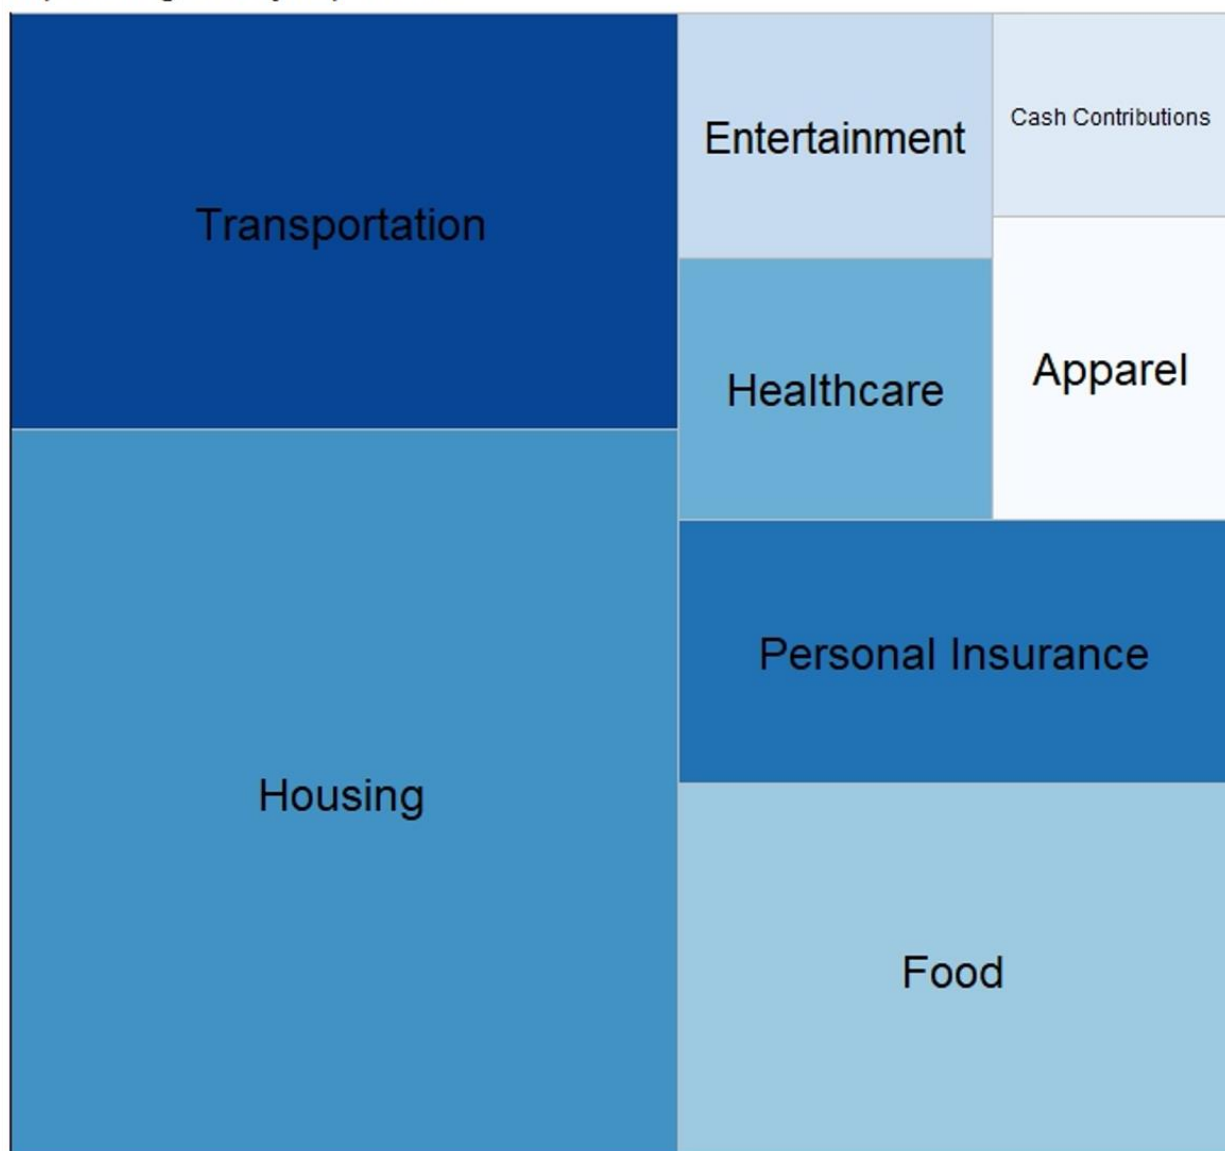 Transportation
Entertainment
Cash Contributions
Healthcare
Apparel
Personal Insurance
Housing
Food